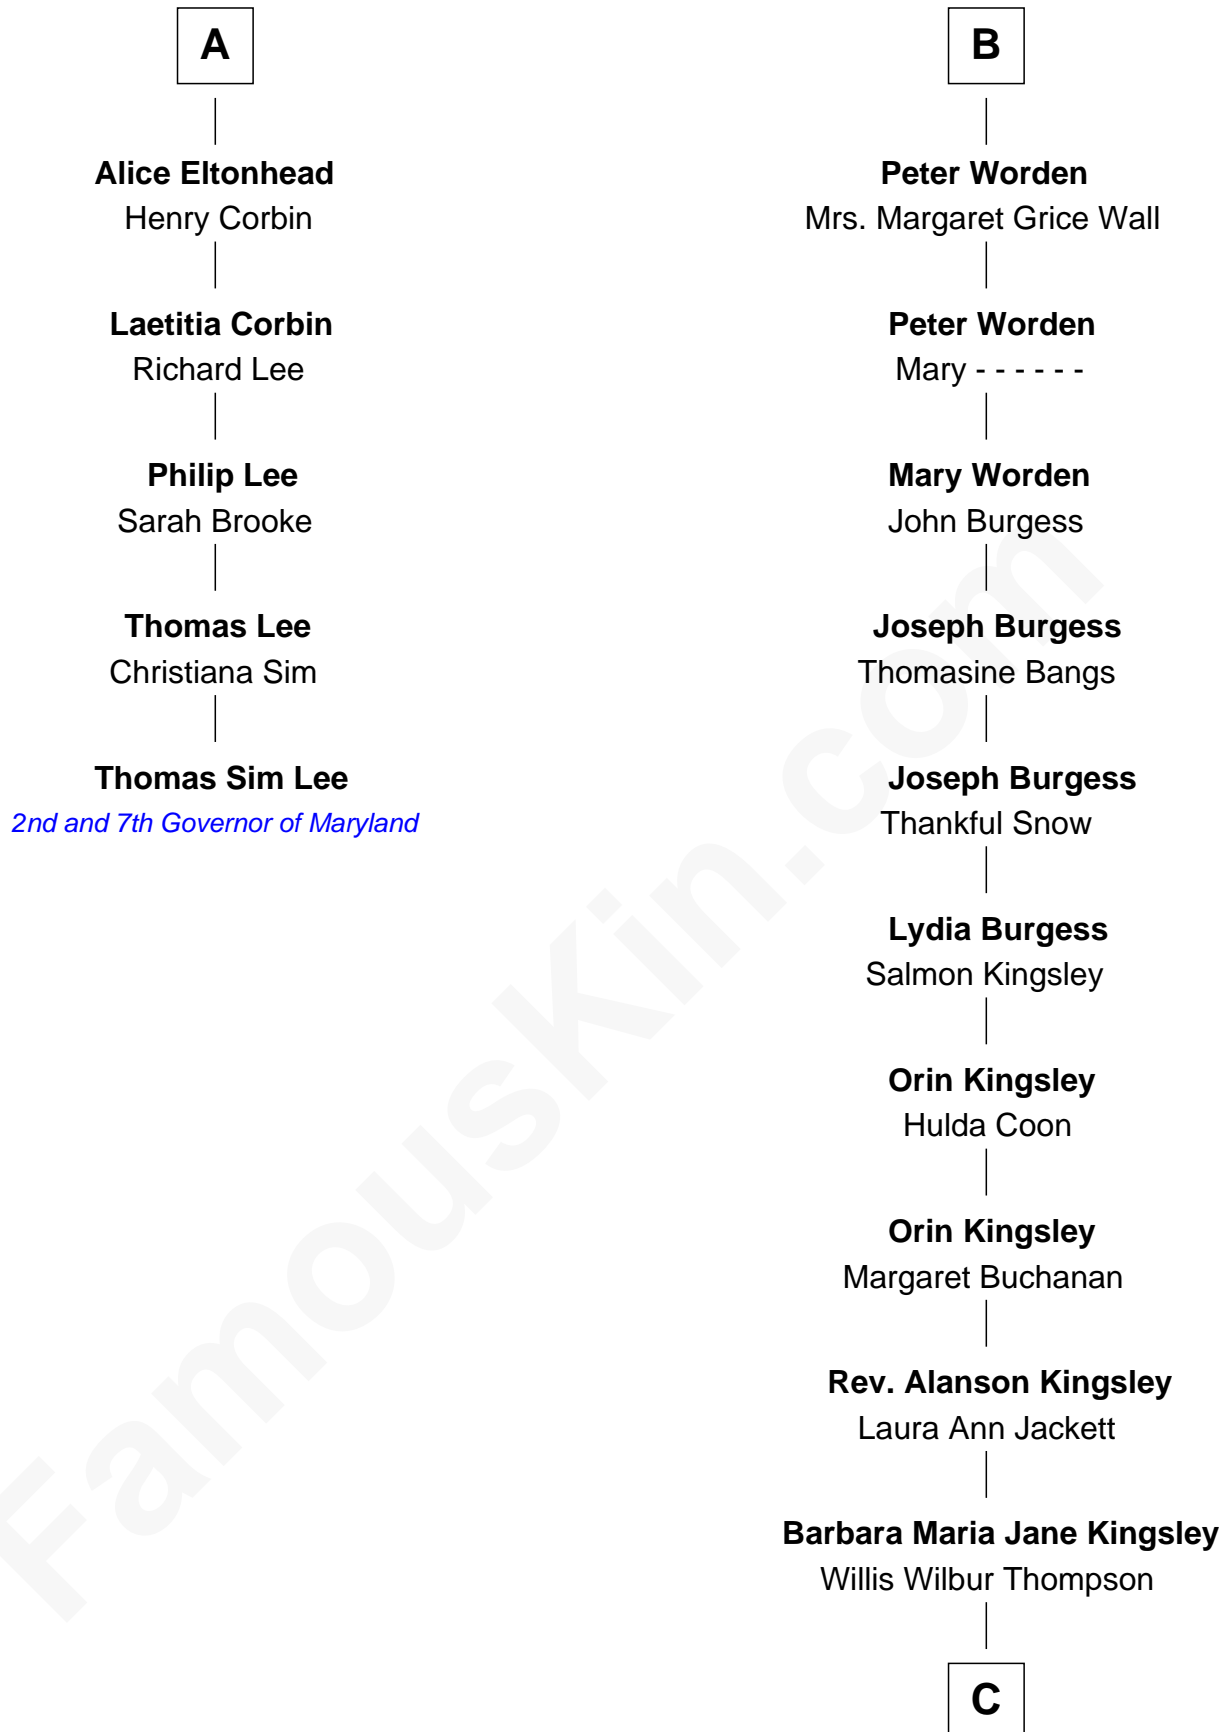 A
Alice Eltonhead
Henry Corbin
Laetitia Corbin
Richard Lee
Philip Lee
Sarah Brooke
Thomas Lee
Christiana Sim
Thomas Sim Lee
2nd and 7th Governor of Maryland
B
Peter Worden
Mrs. Margaret Grice Wall
Peter Worden
Mary - - - - - -
Mary Worden
John Burgess
Joseph Burgess
Thomasine Bangs
Joseph Burgess
Thankful Snow
Lydia Burgess
Salmon Kingsley
Orin Kingsley
Hulda Coon
Orin Kingsley
Margaret Buchanan
Rev. Alanson Kingsley
Laura Ann Jackett
Barbara Maria Jane Kingsley
Willis Wilbur Thompson
C
FamousKin.com